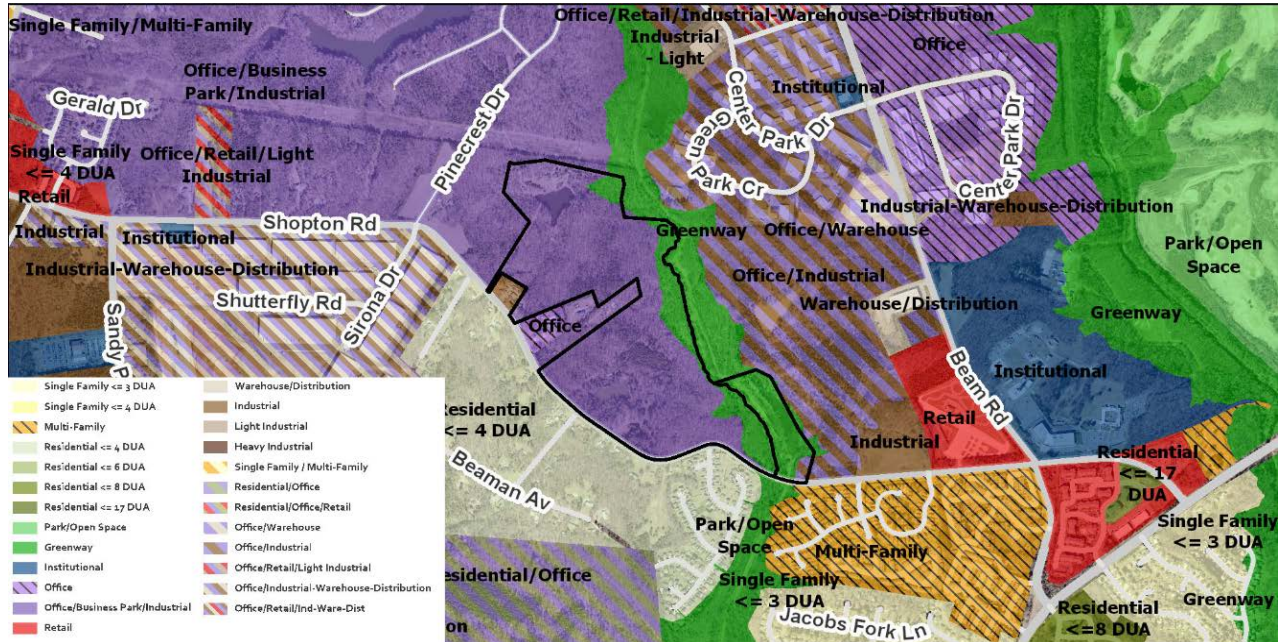 Single Family/Multi-Family
Office/Retail/Industrial-Warehouse-Distribution
Industrial
- Light
Office
Office/Business
Park/Industrial
Gerald Dr
Pinecrest Dr
Center Park Dr
Institutional
Green
Park Cr
Center Park Dr
Single Family
<= 4 DUA
Retail
Office/Retail/Light
Industrial
Industrial-Warehouse-Distribution
Shopton Rd
Greenway
Office/Warehouse
Park/Open
Space
Industrial
Institutional
Industrial-Warehouse-Distribution
Office/Industrial
Greenway
Shutterfly Rd
Sirona Dr
Warehouse/Distribution
Sandy P
Office
Beam Rd
Institutional
Residential
<= 4 DUA
Retail
Industrial
Beaman Av
Residential
<= 17
DUA
Park/Open
Space
Multi-Family
Single Family
<= 3 DUA
esidential/Office
Single Family
<= 3 DUA
Greenway
Jacobs Fork Ln
Residential
<=8 DUA
ion
Single Family <= 3 DUA
Single Family <= 4 DUA
Multi-Family
Residential <= 4 DUA
Residential <= 6 DUA
Residential <= 8 DUA
Residential <= 17 DUA
Park/Open Space
Greenway
Institutional
Office
Office/Business Park/Industrial
Retail
Warehouse/Distribution
Industrial
Light Industrial
Heavy Industrial
Single Family / Multi-Family
Residential/Office
Residential/Office/Retail
Office/Warehouse
Office/Industrial
Office/Retail/Light Industrial
Office/Industrial-Warehouse-Distribution
Office/Retail/Ind-Ware-Dist